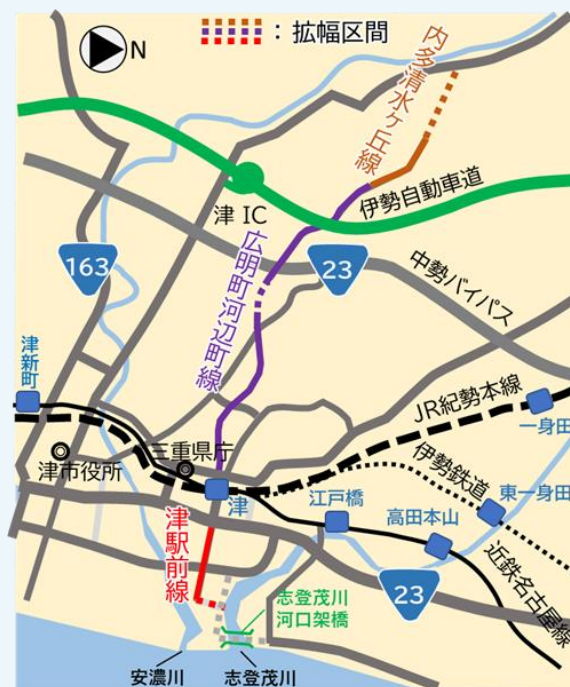 ：拡幅区間
N
内多清水ヶ丘線
伊勢自動車道
津 IC
163
広明町河辺町線
23
中勢バイパス
津新町
JR紀勢本線
一身田
三重県庁
津市役所
伊勢鉄道
津
江戸橋
東一身田
高田本山
津駅前線
近鉄名古屋線
23
志登茂川
河口架橋
安濃川
志登茂川